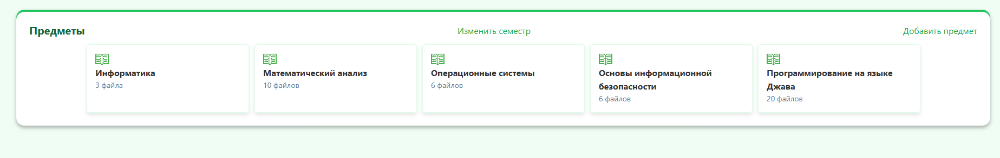 Предметы
Изменить семестр
Добавить предмет
Информатика
3 файла
Математический анализ
10 файлов
Операционные системы
6 файлов
Основы информационной
безопасности
6 файлов
Программирование на языке
Джава
20 файлов